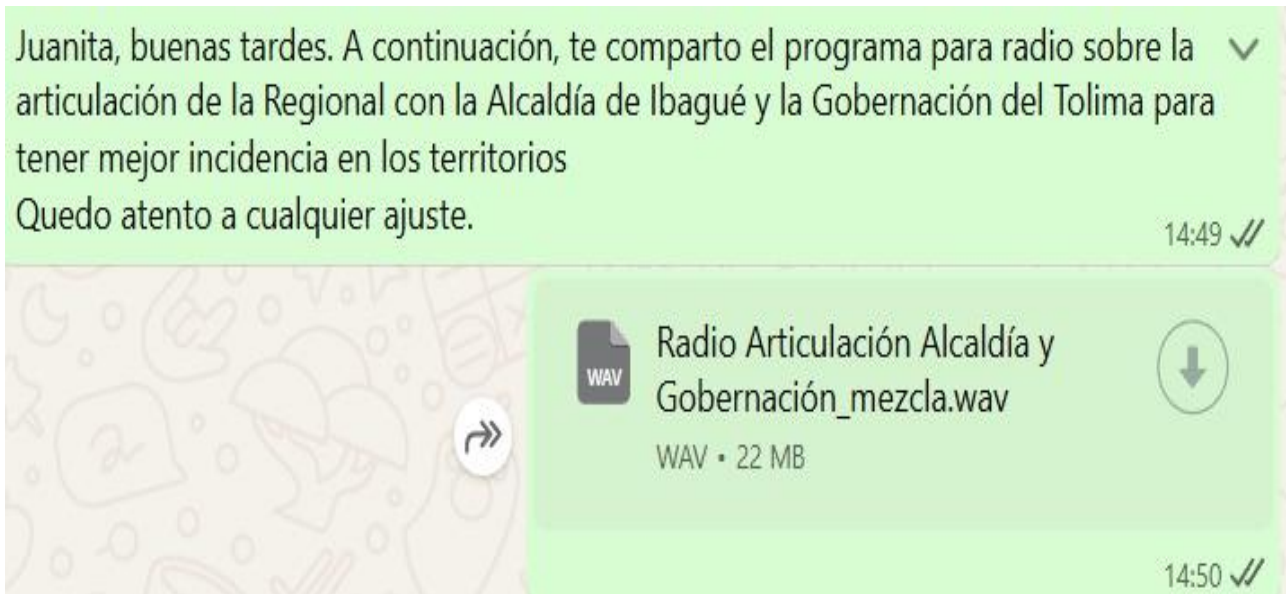 Juanita, buenas tardes. A continuación, te comparto el programa para radio sobre la
articulación de la Regional con la Alcaldía de Ibagué y la Gobernación del Tolima para
tener mejor incidencia en los territorios
Quedo atento a cualquier ajuste.
14:49
WAV
Radio Articulación Alcaldía y
Gobernación_mezcla.wav
WAV • 22 MB
14:50